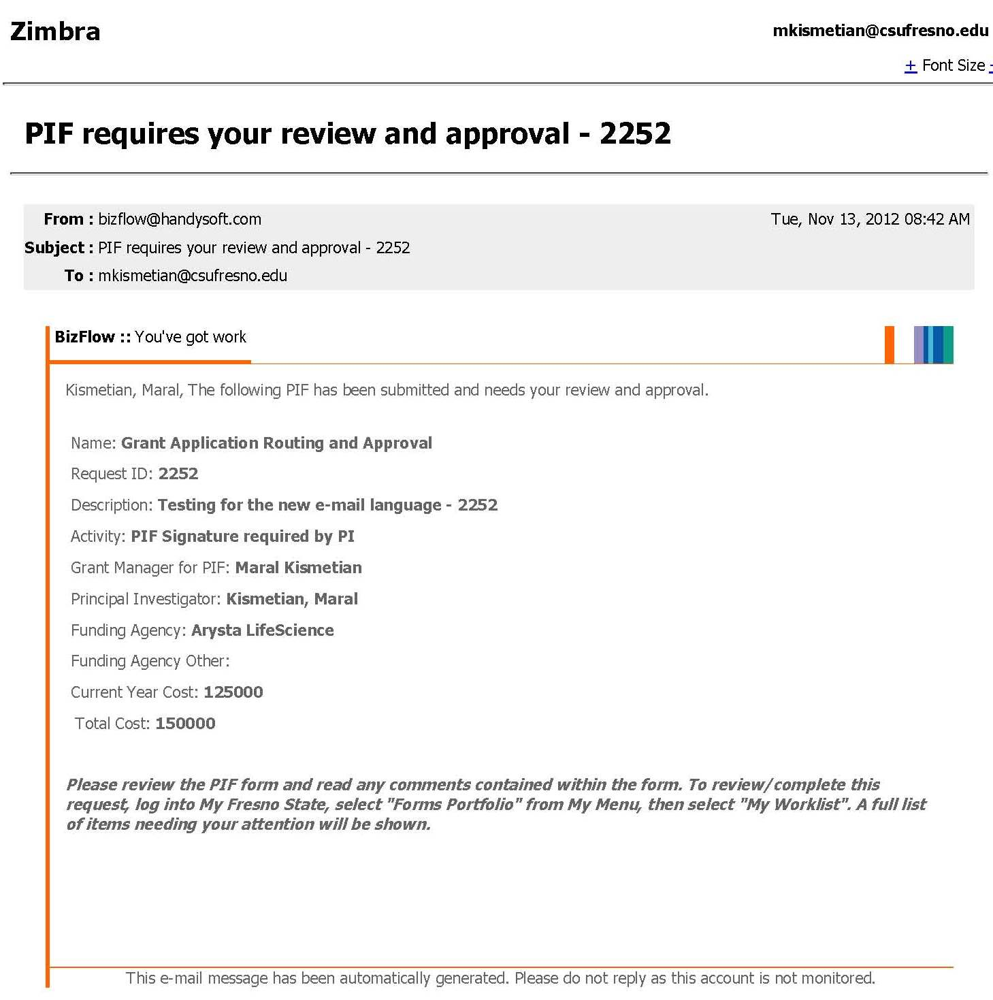 Zimbra
mkismetian@csufresno.edu
+ Font Size -
PIF requires your review and approval - 2252
From : bizflow@handysoft.com
Tue, Nov 13, 2012 08:42 AM
Subject : PIF requires your review and approval - 2252
To : mkismetian@csufresno.edu
BizFlow :: You've got work
Kismetian, Maral, The following PIF has been submitted and needs your review and approval.
Name: Grant Application Routing and Approval
Request ID: 2252
Description: Testing for the new e-mail language - 2252
Activity: PIF Signature required by PI
Grant Manager for PIF: Maral Kismetian
Principal Investigator: Kismetian, Maral
Funding Agency: Arysta LifeScience
Funding Agency Other:
Current Year Cost: 125000
Total Cost: 150000
Please review the PIF form and read any comments contained within the form. To review/complete this
request, log into My Fresno State, select "Forms Portfolio" from My Menu, then select "My Worklist". A full list
of items needing your attention will be shown.
This e-mail message has been automatically generated. Please do not reply as this account is not monitored.